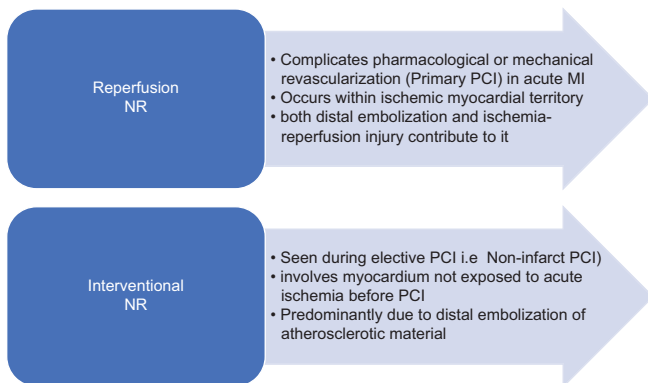 Reperfusion
NR
• Complicates pharmacological or mechanical
revascularization (Primary PCI) in acute MI
• Occurs within ischemic myocardial territory
• both distal embolization and ischemia-
reperfusion injury contribute to it
Interventional
NR
• Seen during elective PCI i.e Non-infarct PCI)
• involves myocardium not exposed to acute
ischemia before PCI
• Predominantly due to distal embolization of
atherosclerotic material